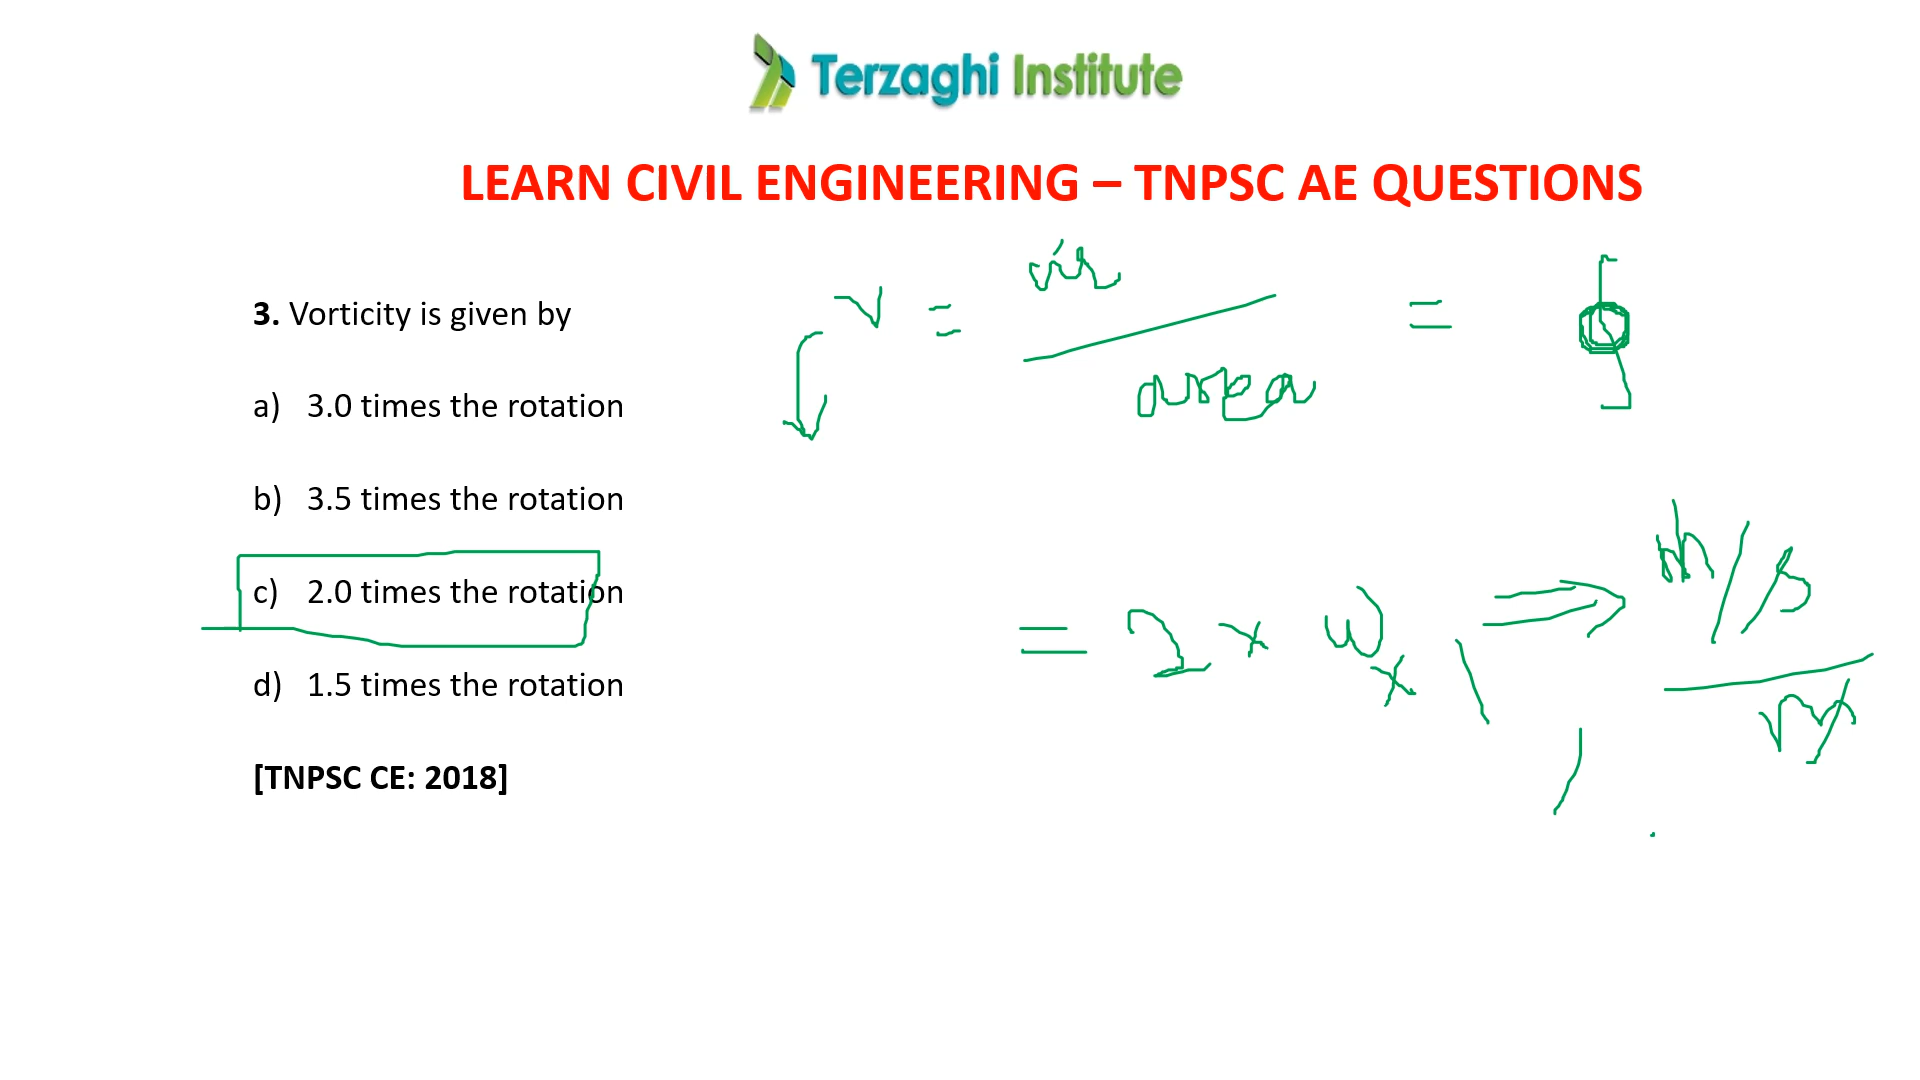 Terzaghi Institute
LEARN CIVIL ENGINEERING – TNPSC AE QUESTIONS
3. Vorticity is given by
a) 3.0 times the rotation
b) 3.5 times the rotation
c) 2.0 times the rotation
d) 1.5 times the rotation
[TNPSC CE: 2018]
V =
area
=
= 2 × ω
m/s